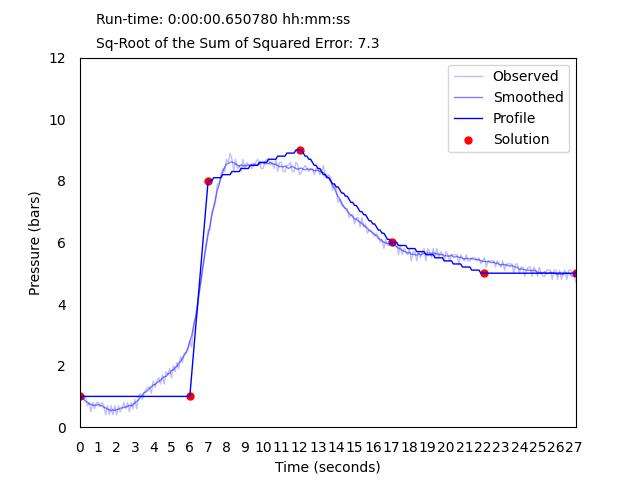 Run-time: 0:00:00.650780 hh:mm:ss
Sq-Root of the Sum of Squared Error: 7.3
12
10
8
6
4
2
0
Pressure (bars)
Observed
Smoothed
Profile
Solution
0 1 2 3 4 5 6 7 8 9 10 11 12 13 14 15 16 17 18 19 20 21 22 23 24 25 26 27
Time (seconds)